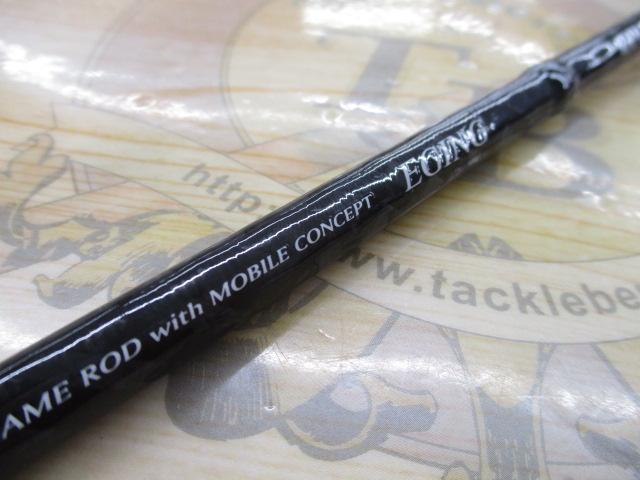 AME ROD with MOBILE CONCEPT EGING
http:
www.tacklebe